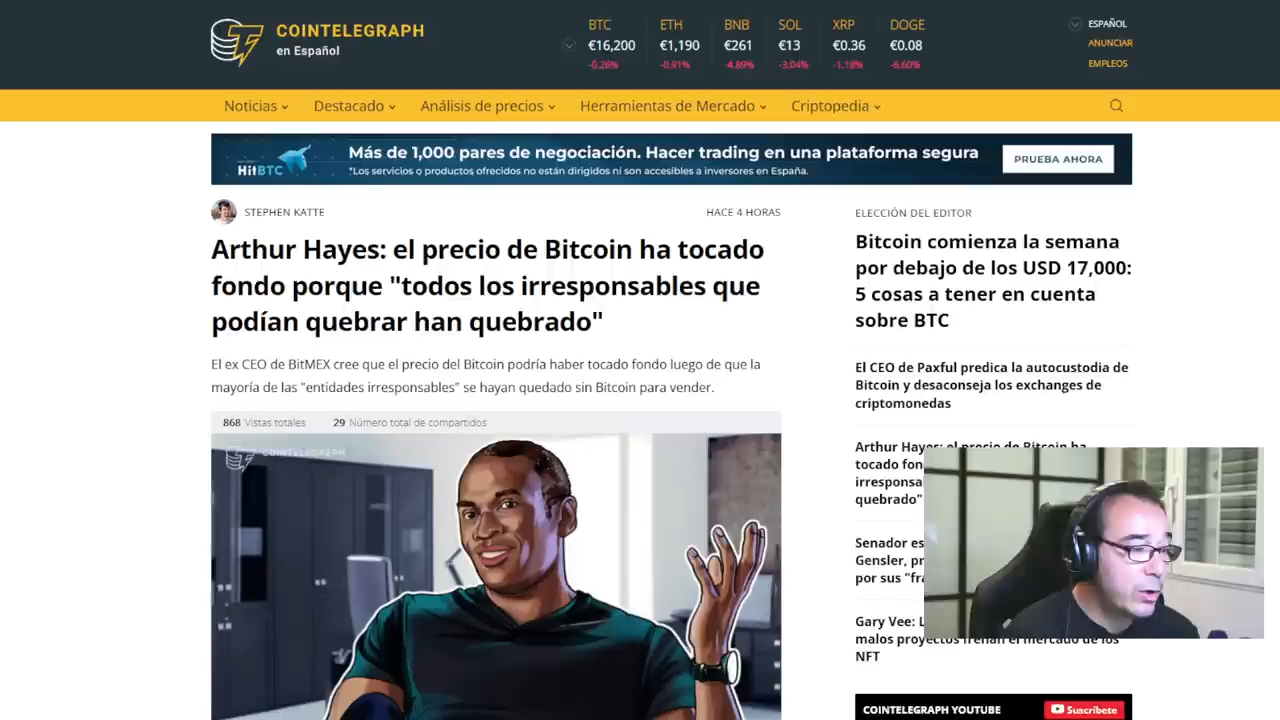 COINTELEGRAPH
en Español
BTC ETH BNB SOL XRP DOGE
€16,200 €1,190 €261 €13 €0.36 €0.08
-0.26% -0.91% -4.89% -3.04% -1.18% -6.60%
ESPAÑOL
ANUNCIAR
EMPLEOS
Noticias Destacado Análisis de precios Herramientas de Mercado Criptopedia
HitBTC
Más de 1,000 pares de negociación. Hacer trading en una plataforma segura
*Los servicios o productos ofrecidos no están dirigidos ni son accesibles a inversores en España.
PRUEBA AHORA
STEPHEN KATTE
HACE 4 HORAS
Arthur Hayes: el precio de Bitcoin ha tocado
fondo porque "todos los irresponsables que
podían quebrar han quebrado"
El ex CEO de BitMEX cree que el precio del Bitcoin podría haber tocado fondo luego de que la
mayoría de las "entidades irresponsables" se hayan quedado sin Bitcoin para vender.
868 Vistas totales
29 Número total de compartidos
COINTELEGRAPH
ELECCIÓN DEL EDITOR
Bitcoin comienza la semana
por debajo de los USD 17,000:
5 cosas a tener en cuenta
sobre BTC
El CEO de Paxful predica la autocustodia de
Bitcoin y desaconseja los exchanges de
criptomonedas
Arthur Hayes: el precio de Bitcoin ha
tocado fon
irresponsa
quebrado"
Senador es
Gensler, pr
por sus "fra
Gary Vee: L
malos proyectos frenan el mercado de los
NFT
COINTELEGRAPH YOUTUBE
Suscríbete